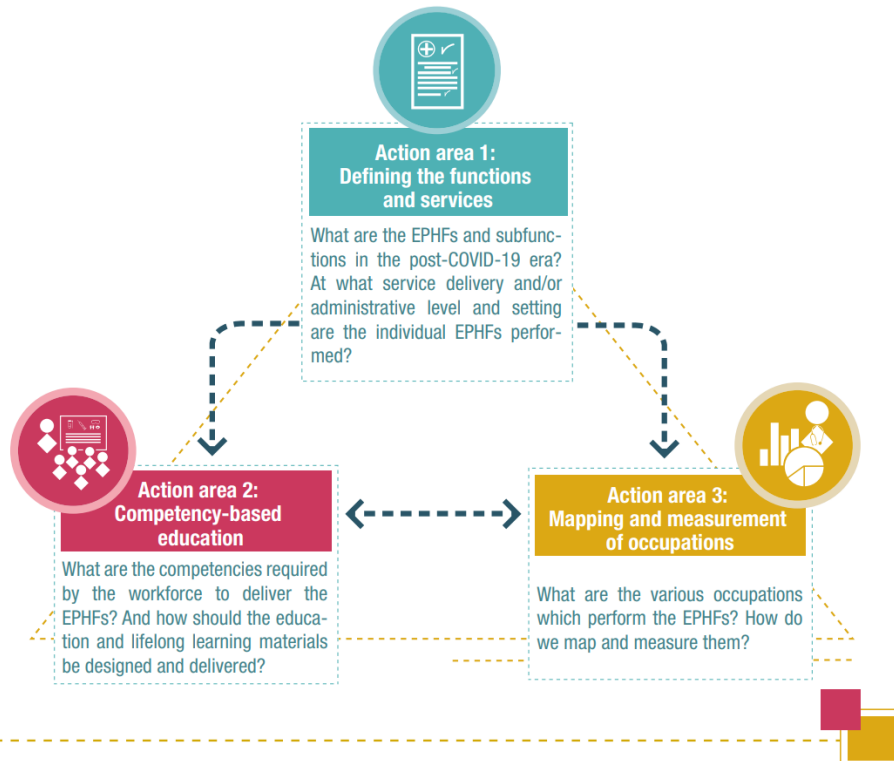 Action area 1:
Defining the functions
and services
What are the EPHFs and subfunc-
tions in the post-COVID-19 era?
At what service delivery and/or
administrative level and setting
are the individual EPHFs perfor-
med?
Action area 2:
Competency-based
education
What are the competencies required
by the workforce to deliver the
EPHFs? And how should the educa-
tion and lifelong learning materials
be designed and delivered?
Action area 3:
Mapping and measurement
of occupations
What are the various occupations
which perform the EPHFs? How do
we map and measure them?